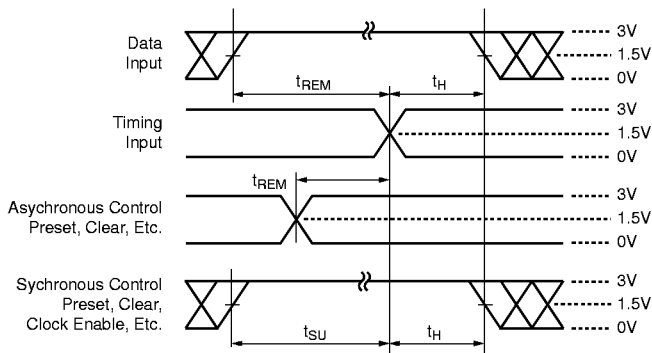 Data
Input
3V
1.5V
0V
tREM
tH
Timing
Input
3V
1.5V
0V
tREM
Asychronous Control
Preset, Clear, Etc.
3V
1.5V
0V
Sychronous Control
Preset, Clear,
Clock Enable, Etc.
3V
1.5V
0V
tSU
tH